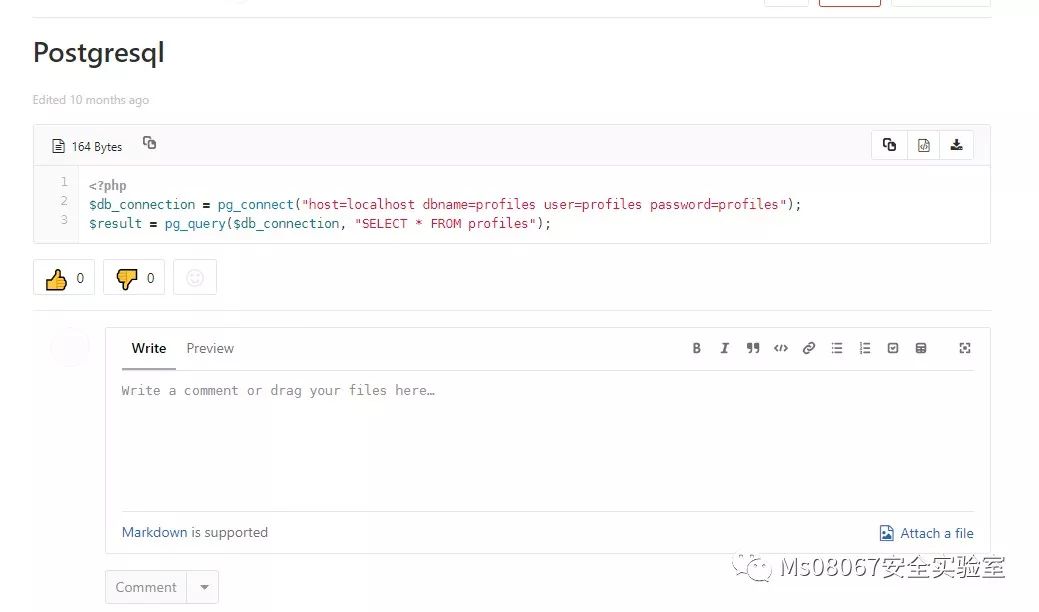 Postgresql
Edited 10 months ago
164 Bytes
1 <?php
2 $db_connection = pg_connect("host=localhost dbname=profiles user=profiles password=profiles");
3 $result = pg_query($db_connection, "SELECT * FROM profiles");
0 0
Write Preview
Write a comment or drag your files here…
Markdown is supported Attach a file
Ms08067安全实验室
Comment